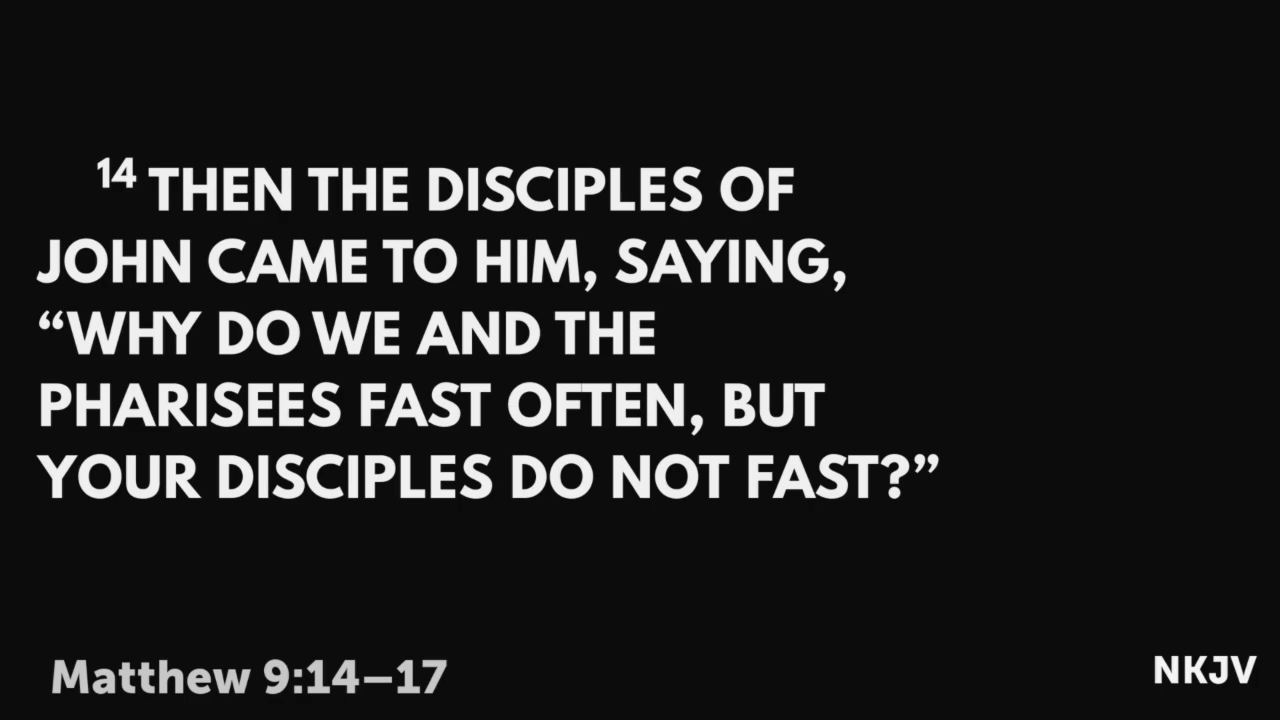 14 THEN THE DISCIPLES OF
JOHN CAME TO HIM, SAYING,
“WHY DO WE AND THE
PHARISEES FAST OFTEN, BUT
YOUR DISCIPLES DO NOT FAST?”
Matthew 9:14–17
NKJV